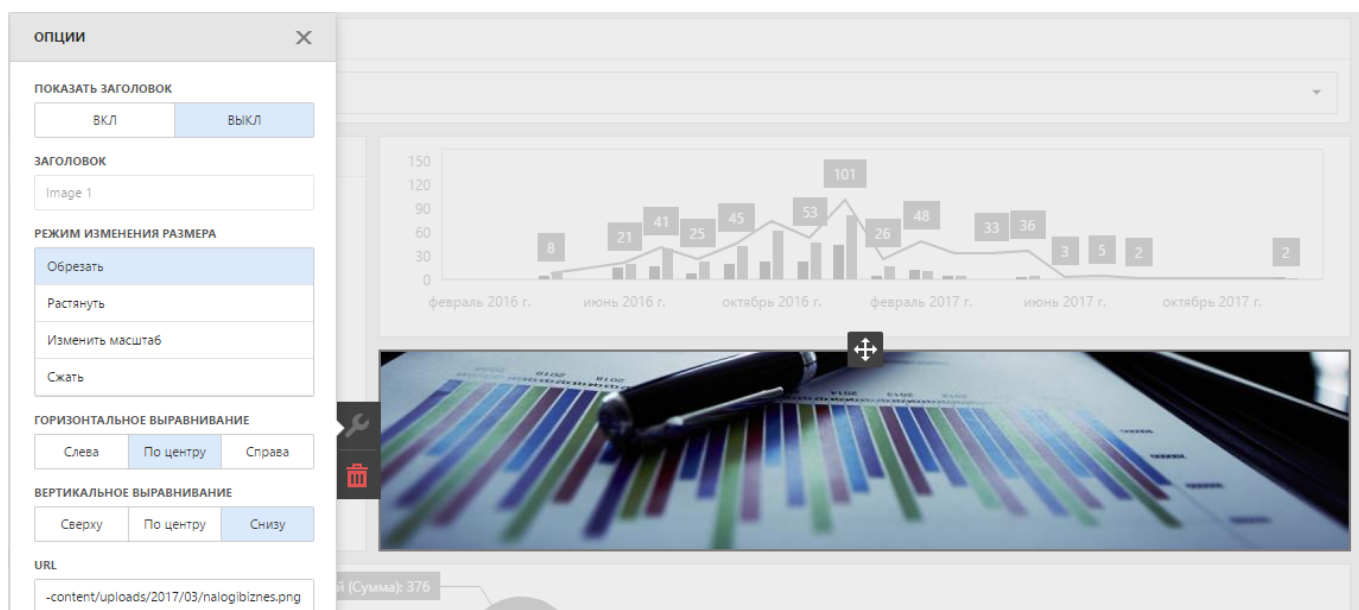 ОПЦИИ
ПОКАЗАТЬ ЗАГОЛОВОК
ВКЛ ВЫКЛ
ЗАГОЛОВОК
Image 1
РЕЖИМ ИЗМЕНЕНИЯ РАЗМЕРА
Обрезать
Растянуть
Изменить масштаб
Сжать
ГОРИЗОНТАЛЬНОЕ ВЫРАВНИВАНИЕ
Слева По центру Справа
ВЕРТИКАЛЬНОЕ ВЫРАВНИВАНИЕ
Сверху По центру Снизу
URL
-content/uploads/2017/03/nalogibiznes.png
150
120
90
60
30
0
8 21 41 25 45 53 101 26 48 33 36 3 5 2 2
февраль 2016 г. июнь 2016 г. октябрь 2016 г. февраль 2017 г. июнь 2017 г. октябрь 2017 г.
й (Сумма): 376